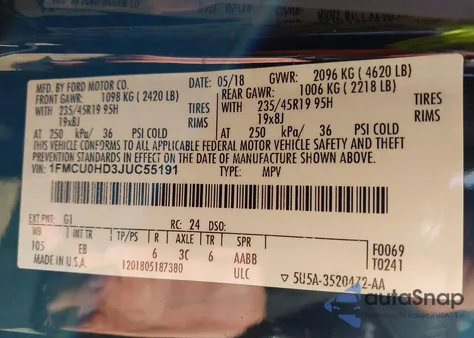 MFD. BY FORD MOTOR CO. DATE: 05/18 GVWR: 2096 KG (4620 LB)
FRONT GAWR: 1098 KG (2420 LB) REAR GAWR: 1006 KG (2218 LB)
WITH 235/45R19 95H TIRES WITH 235/45R19 95H TIRES
19x8J RIMS 19x8J RIMS
AT 250 kPa/ 36 PSI COLD AT 250 kPa/ 36 PSI COLD
THIS VEHICLE CONFORMS TO ALL APPLICABLE FEDERAL MOTOR VEHICLE SAFETY AND THEFT
PREVENTION STANDARDS IN EFFECT ON THE DATE OF MANUFACTURE SHOWN ABOVE.
VIN: 1FMCU0HD3JUC55191 TYPE: MPV
EXT PNT: G1 RC: 24 DSO:
WB INT TR TP/PS R AXLE TR SPR
105 EB 6 3C 6 AABB
MADE IN U.S.A. 1201805187380 ULC
F0069
T0241
5U5A-3520472-AA
autoSnap